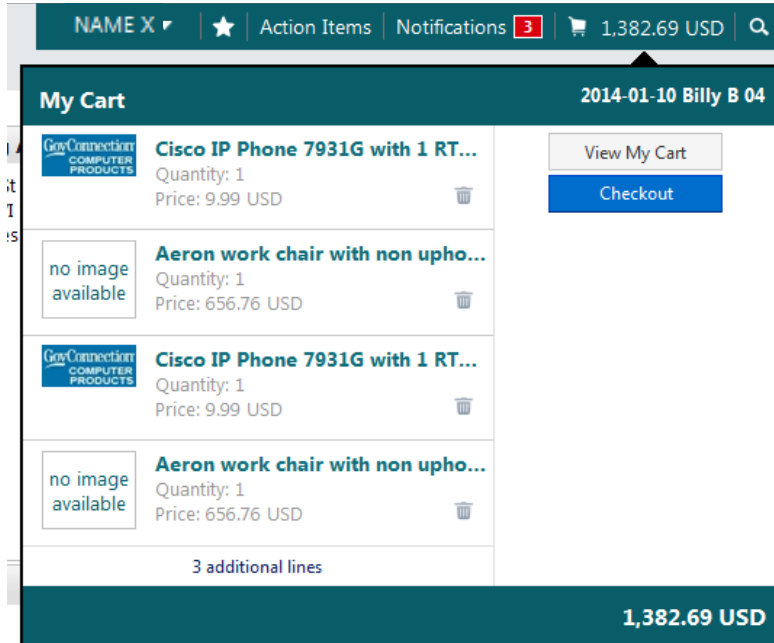 NAME X
Action Items
Notifications 3
1,382.69 USD
My Cart
2014-01-10 Billy B 04
GovConnection
COMPUTER
PRODUCTS
Cisco IP Phone 7931G with 1 RT...
Quantity: 1
Price: 9.99 USD
View My Cart
Checkout
no image
available
Aeron work chair with non upho...
Quantity: 1
Price: 656.76 USD
GovConnection
COMPUTER
PRODUCTS
Cisco IP Phone 7931G with 1 RT...
Quantity: 1
Price: 9.99 USD
no image
available
Aeron work chair with non upho...
Quantity: 1
Price: 656.76 USD
3 additional lines
1,382.69 USD